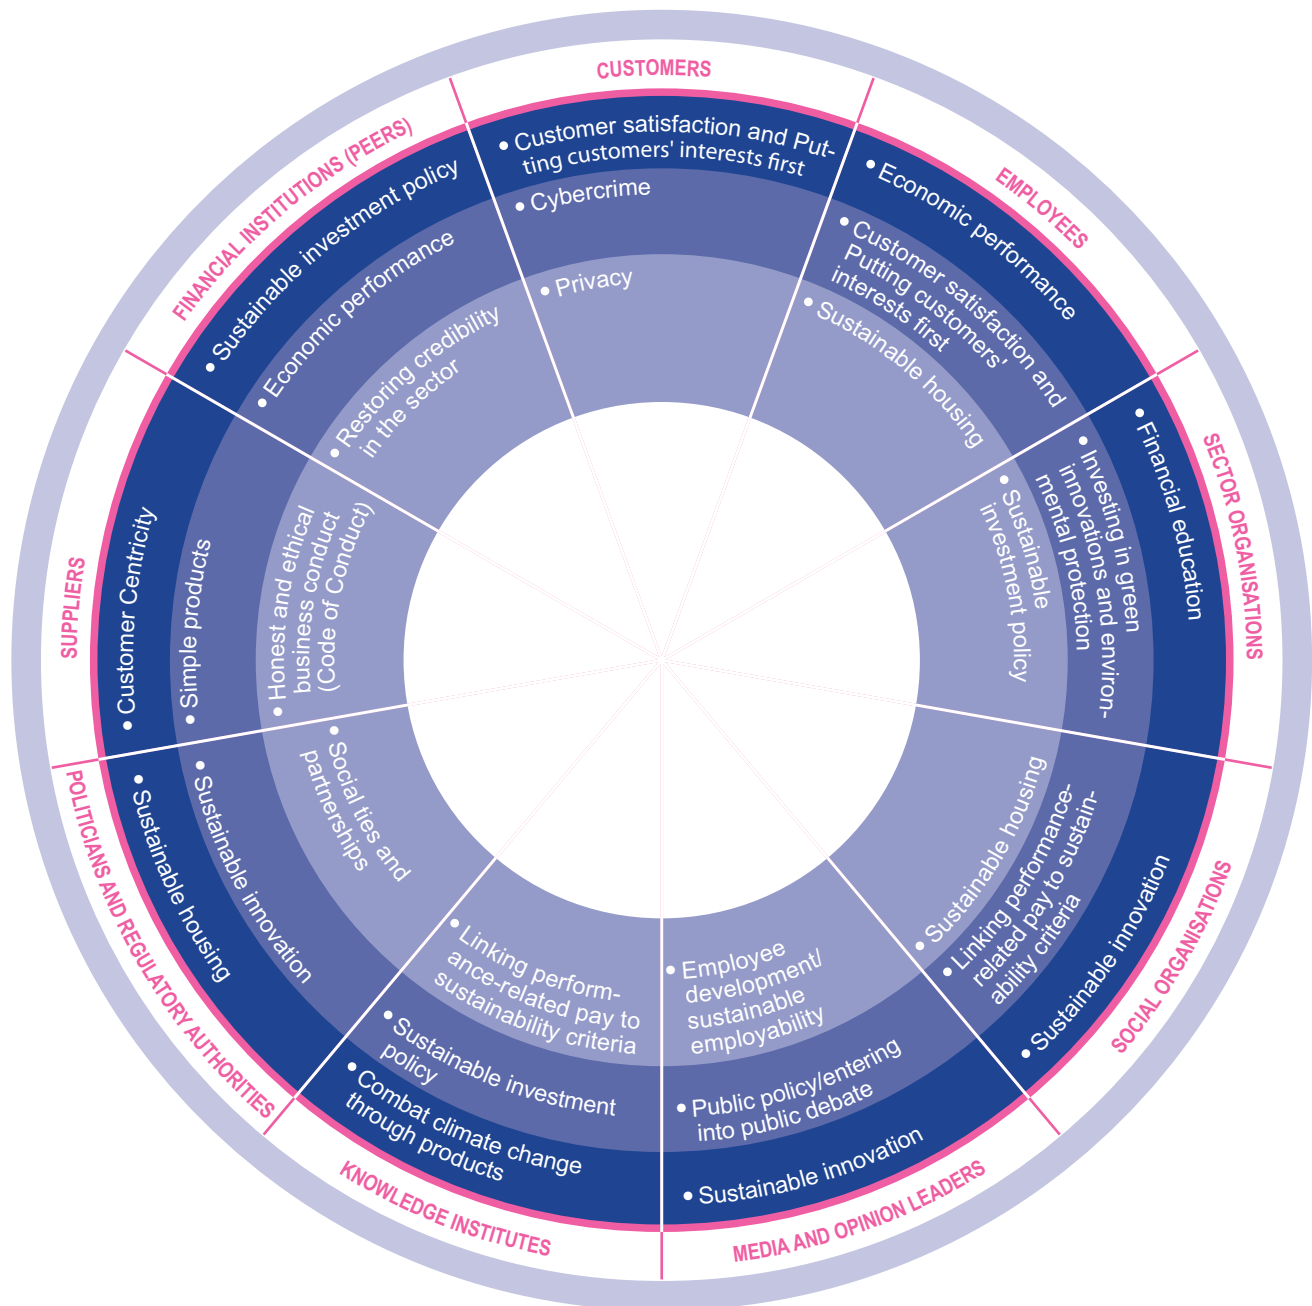 CUSTOMERS
• Customer satisfaction and Put-
ting customers' interests first
• Cybercrime
• Privacy
EMPLOYEES
• Economic performance
• Customer satisfaction and
Putting customers'
interests first
• Sustainable housing
SECTOR ORGANISATIONS
• Financial education
• Investing in green
innovations and environ-
mental protection
• Sustainable
investment policy
SOCIAL ORGANISATIONS
• Sustainable innovation
• Linking performance-
related pay to sustain-
ability criteria
• Sustainable housing
MEDIA AND OPINION LEADERS
• Sustainable innovation
• Public policy/entering
into public debate
• Employee
development/
sustainable
employability
KNOWLEDGE INSTITUTES
• Combat climate change
through products
• Sustainable investment
policy
• Linking perform-
ance-related pay to
sustainability criteria
POLITICIANS AND REGULATORY AUTHORITIES
• Sustainable housing
• Sustainable innovation
• Social ties and
partnerships
SUPPLIERS
• Customer Centricity
• Simple products
• Honest and ethical
business conduct
(Code of Conduct)
FINANCIAL INSTITUTIONS (PEERS)
• Sustainable investment policy
• Economic performance
• Restoring credibility
in the sector